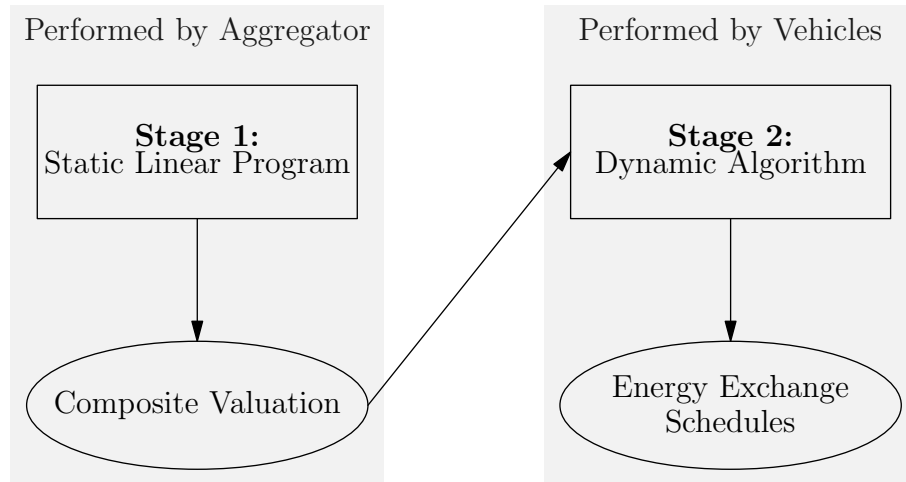 Performed by Aggregator
Stage 1:
Static Linear Program
Composite Valuation
Performed by Vehicles
Stage 2:
Dynamic Algorithm
Energy Exchange
Schedules